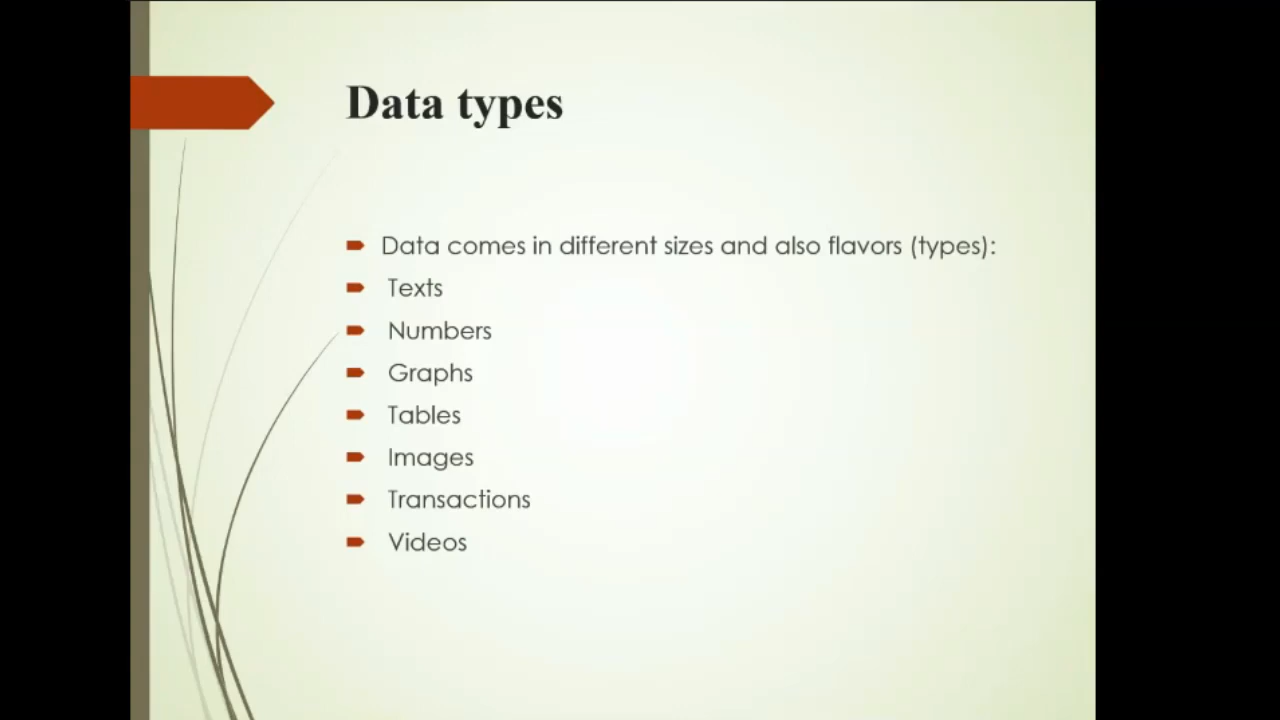 Data types
Data comes in different sizes and also flavors (types):
Texts
Numbers
Graphs
Tables
Images
Transactions
Videos